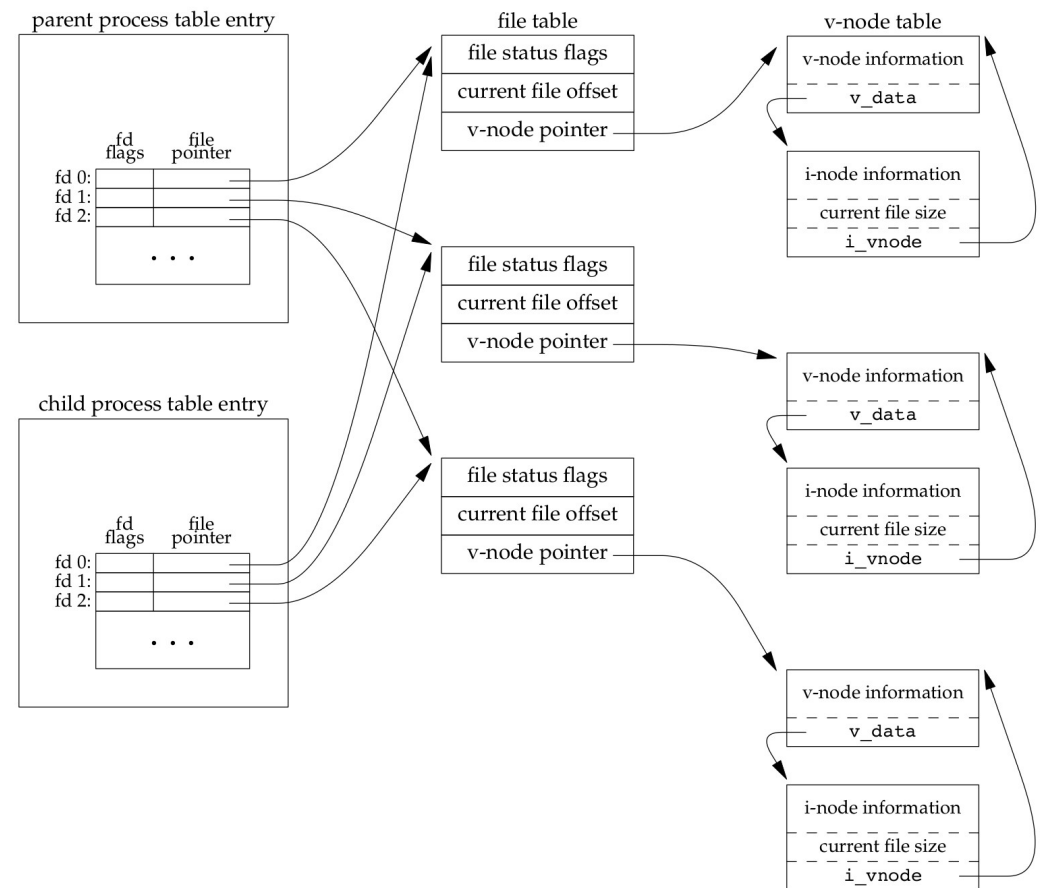 parent process table entry
fd
flags
file
pointer
fd 0:
fd 1:
fd 2:
. . .
child process table entry
fd
flags
file
pointer
fd 0:
fd 1:
fd 2:
. . .
file table
file status flags
current file offset
v-node pointer
file status flags
current file offset
v-node pointer
file status flags
current file offset
v-node pointer
v-node table
v-node information
v_data
i-node information
current file size
i_vnode
v-node information
v_data
i-node information
current file size
i_vnode
v-node information
v_data
i-node information
current file size
i_vnode